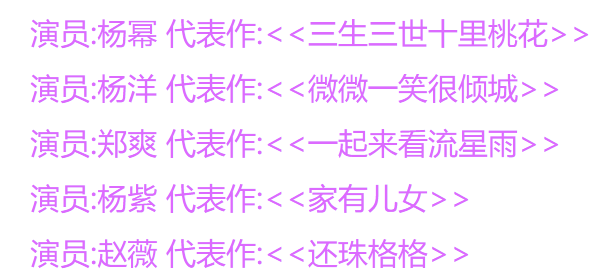 演员:杨幂 代表作:<<三生三世十里桃花>>
演员:杨洋 代表作:<<微微一笑很倾城>>
演员:郑爽 代表作:<<一起来看流星雨>>
演员:杨紫 代表作:<<家有儿女>>
演员:赵薇 代表作:<<还珠格格>>